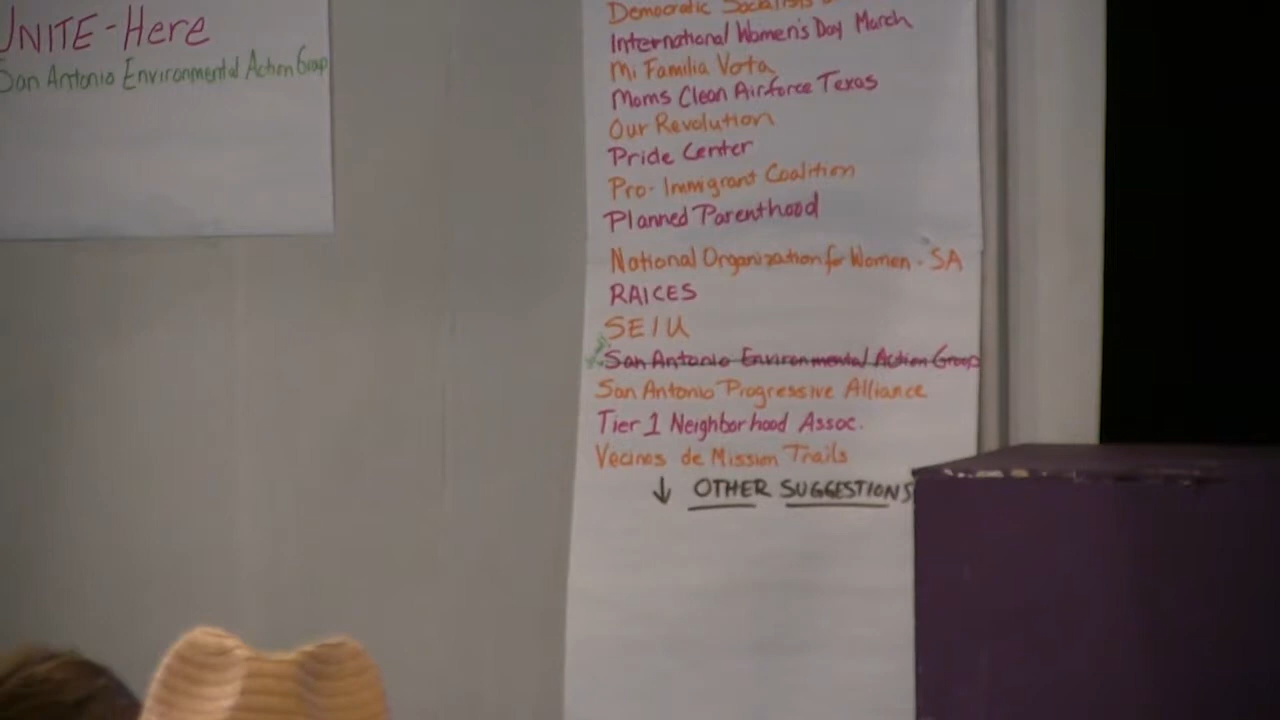 UNITE-Here
San Antonio Environmental Action Group
Democratic Socialists
International Women's Day March
Mi Familia Vota
Moms Clean Airforce Texas
Our Revolution
Pride Center
Pro-Immigrant Coalition
Planned Parenthood
National Organization for Women - SA
RAICES
SEIU
San Antonio Environmental Action Group
San Antonio Progressive Alliance
Tier 1 Neighborhood Assoc.
Vecinos de Mission Trails
↓ OTHER SUGGESTIONS